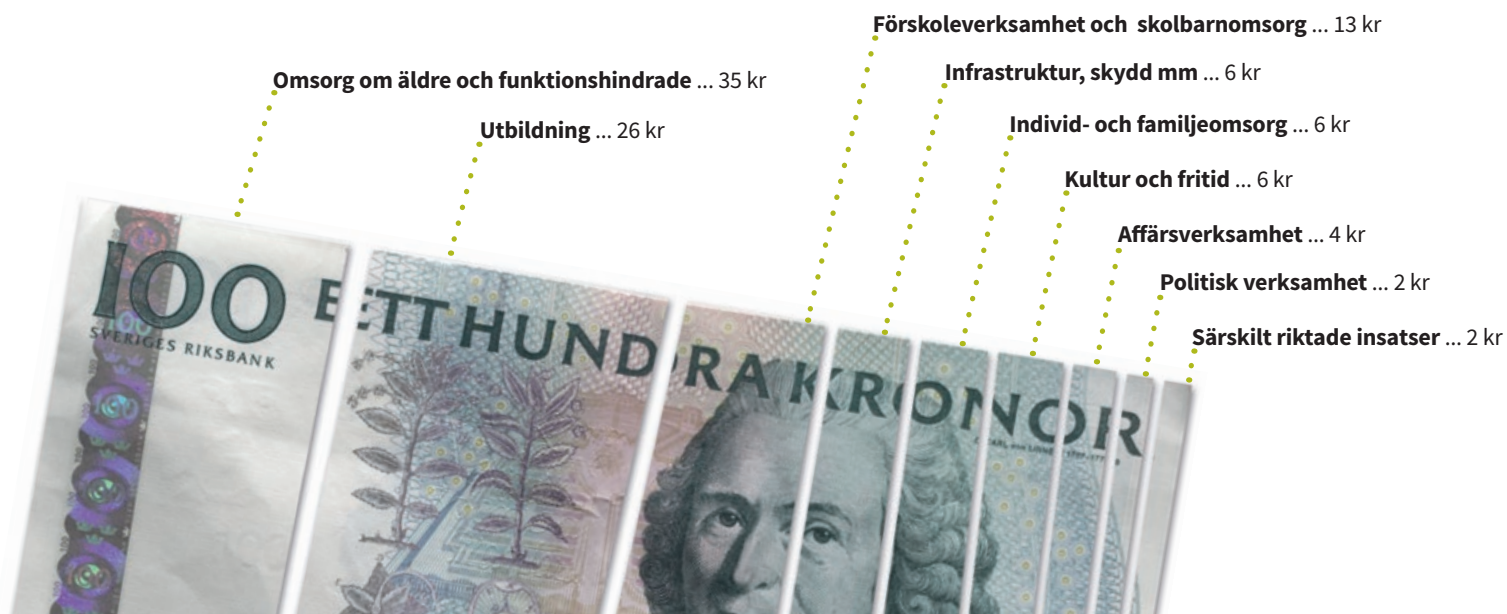 Förskoleverksamhet och skolbarnomsorg ... 13 kr
Infrastruktur, skydd mm ... 6 kr
Omsorg om äldre och funktionshindrade ... 35 kr
Individ- och familjeomsorg ... 6 kr
Utbildning ... 26 kr
Kultur och fritid ... 6 kr
Affärsverksamhet ... 4 kr
Politisk verksamhet ... 2 kr
Särskilt riktade insatser ... 2 kr
100 ETT HUNDRA KRONOR
SVERIGES RIKSBANK